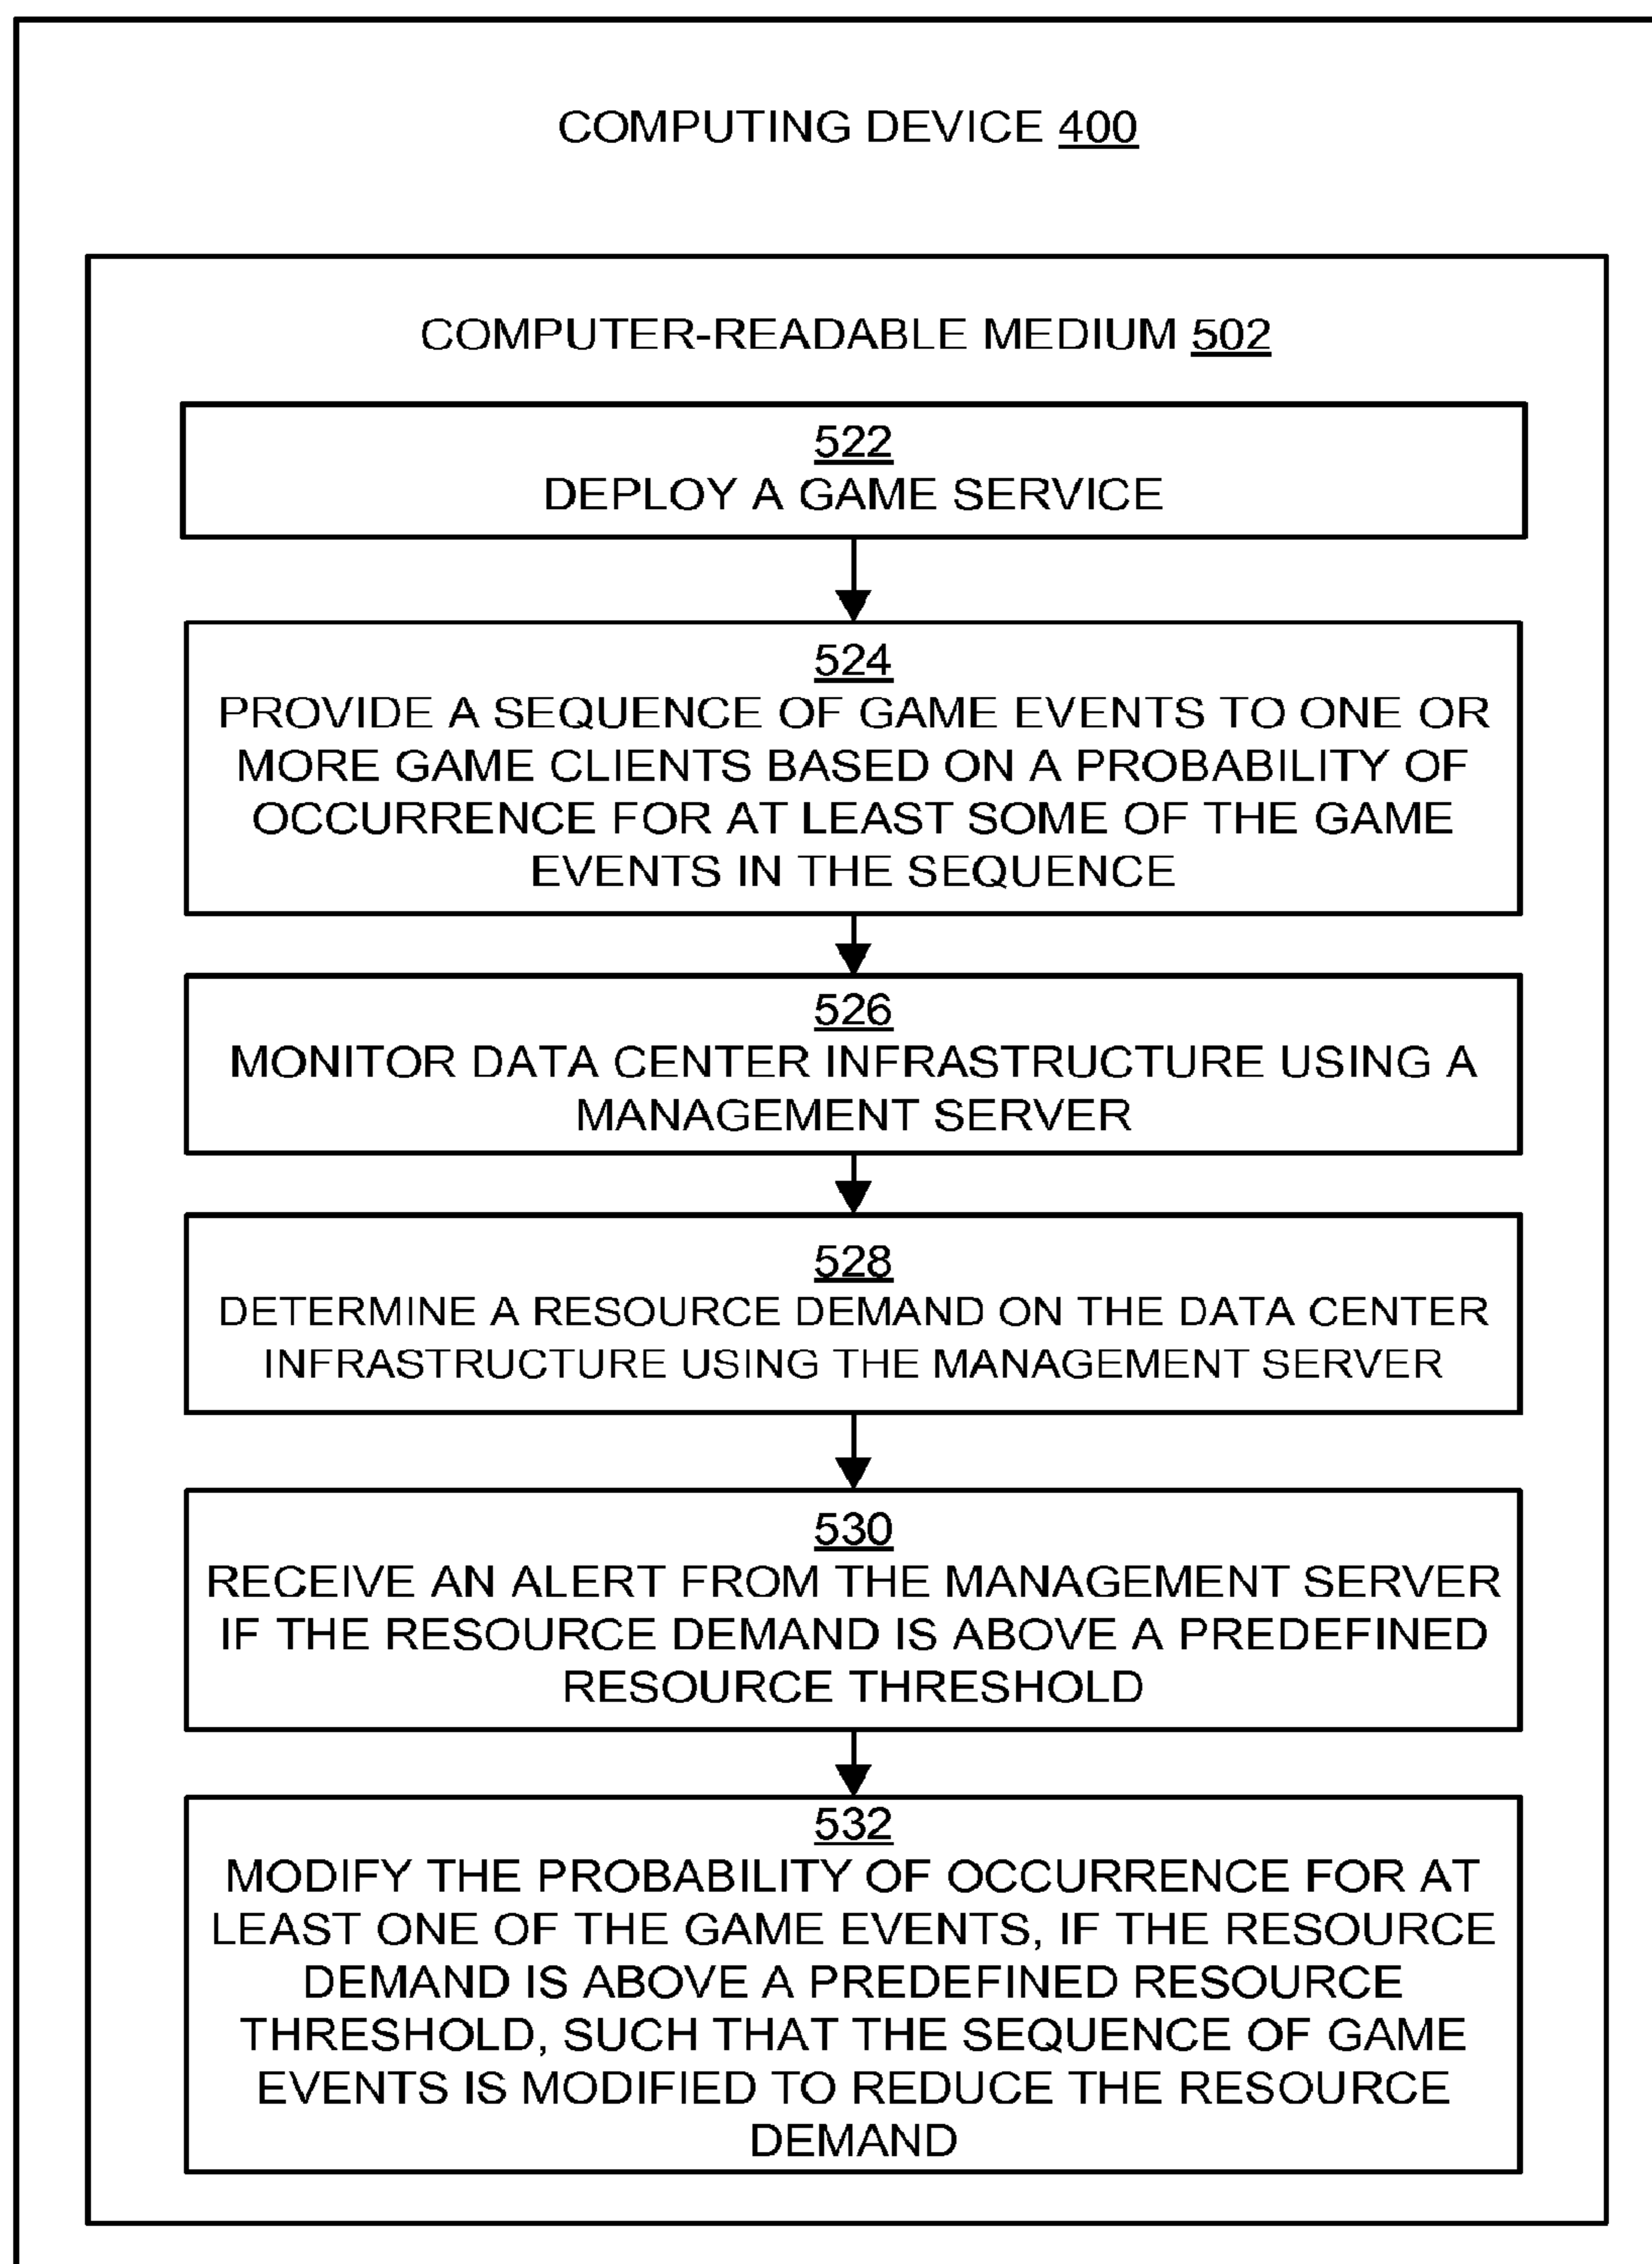 COMPUTING DEVICE 400
COMPUTER-READABLE MEDIUM 502
522
DEPLOY A GAME SERVICE
524
PROVIDE A SEQUENCE OF GAME EVENTS TO ONE OR
MORE GAME CLIENTS BASED ON A PROBABILITY OF
OCCURRENCE FOR AT LEAST SOME OF THE GAME
EVENTS IN THE SEQUENCE
526
MONITOR DATA CENTER INFRASTRUCTURE USING A
MANAGEMENT SERVER
528
DETERMINE A RESOURCE DEMAND ON THE DATA CENTER
INFRASTRUCTURE USING THE MANAGEMENT SERVER
530
RECEIVE AN ALERT FROM THE MANAGEMENT SERVER
IF THE RESOURCE DEMAND IS ABOVE A PREDEFINED
RESOURCE THRESHOLD
532
MODIFY THE PROBABILITY OF OCCURRENCE FOR AT
LEAST ONE OF THE GAME EVENTS, IF THE RESOURCE
DEMAND IS ABOVE A PREDEFINED RESOURCE
THRESHOLD, SUCH THAT THE SEQUENCE OF GAME
EVENTS IS MODIFIED TO REDUCE THE RESOURCE
DEMAND